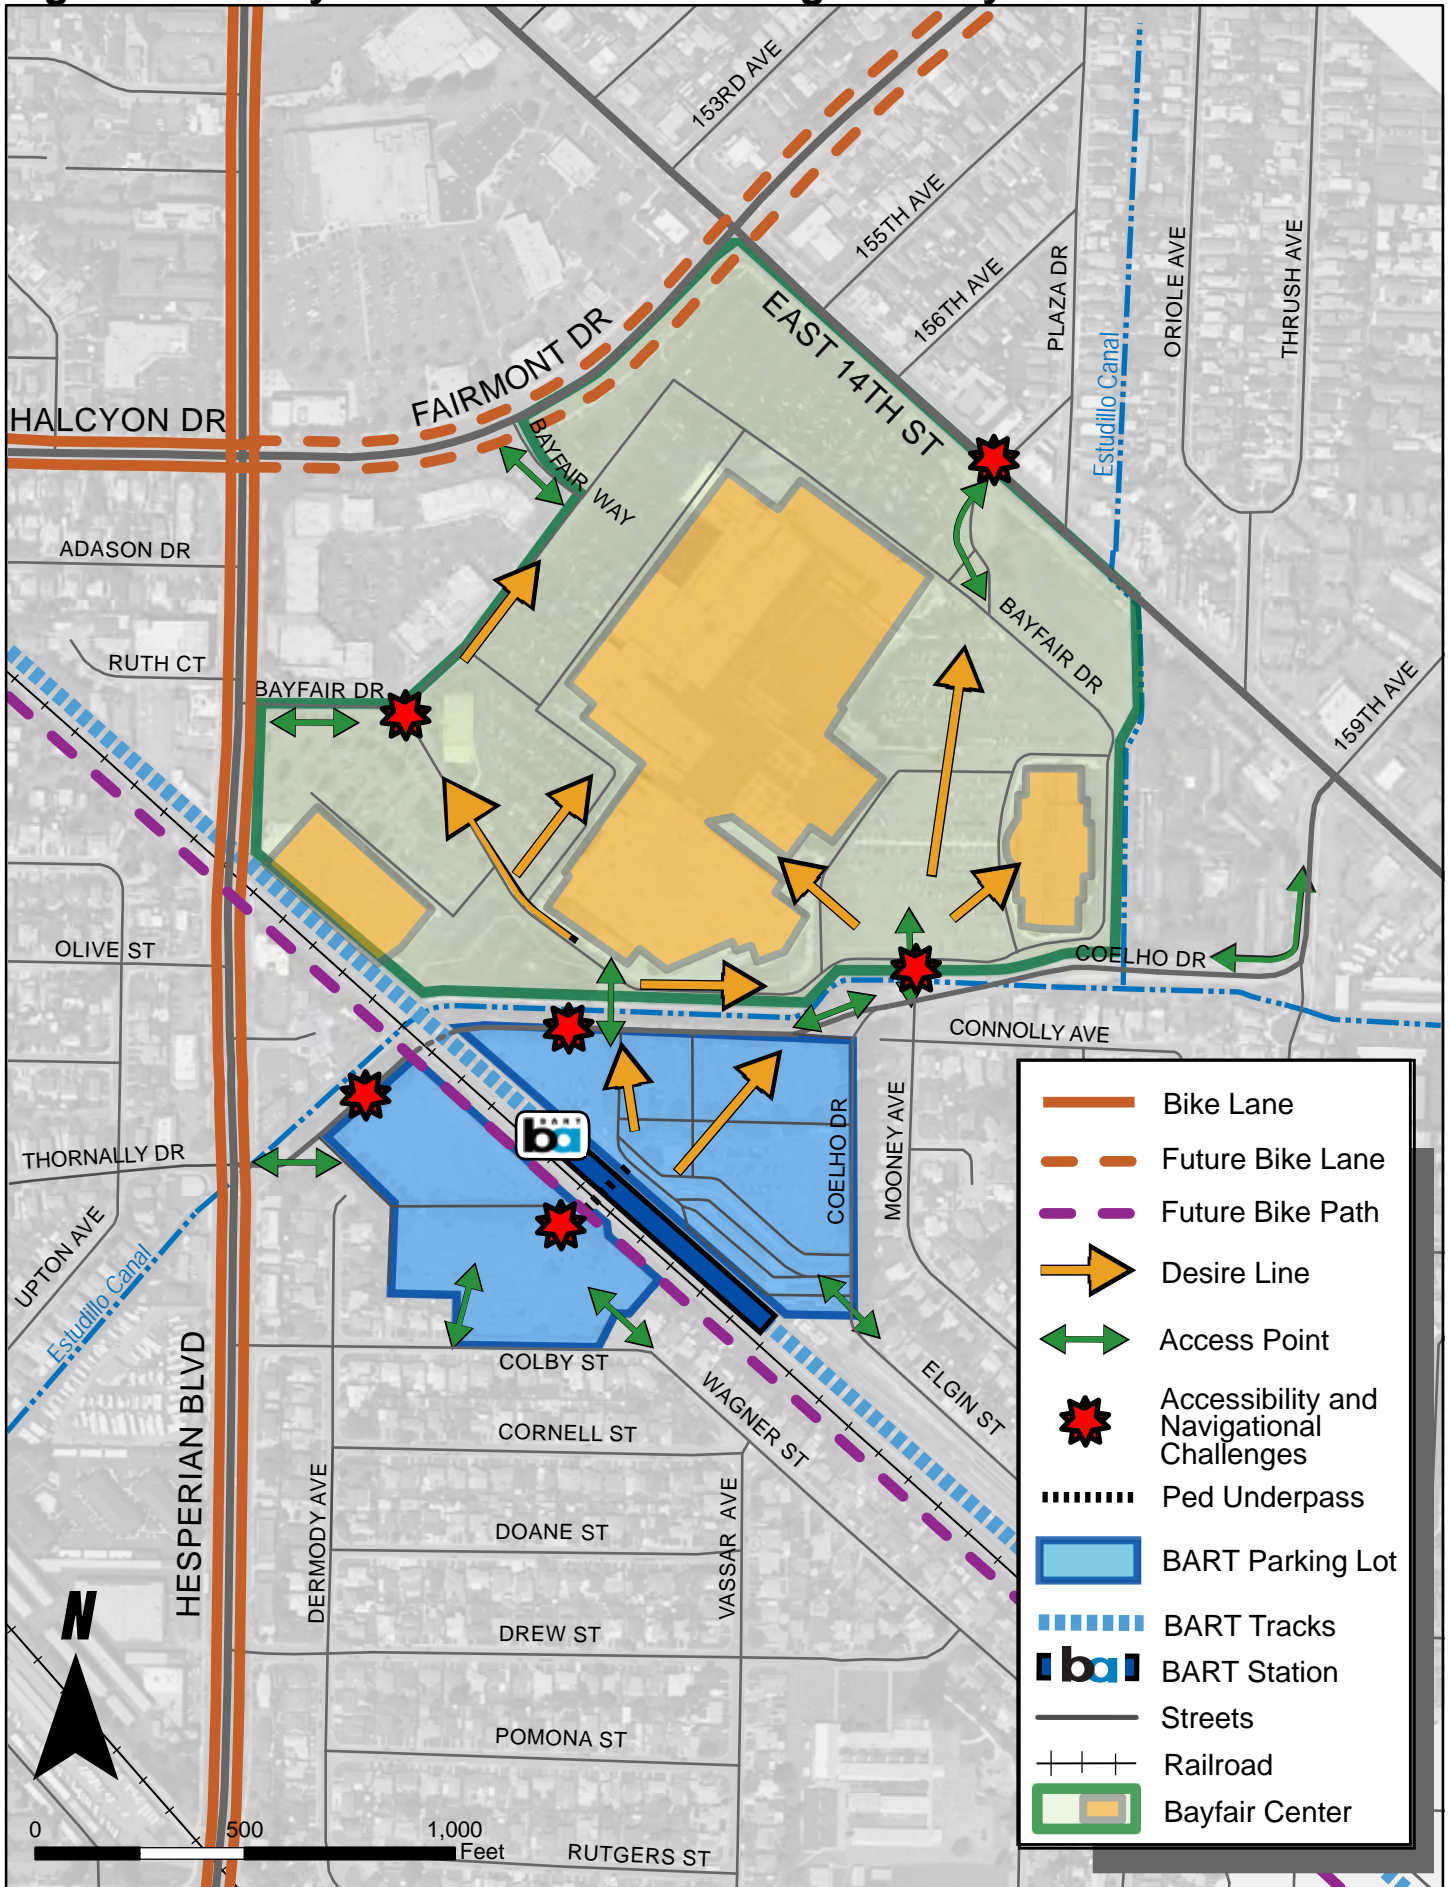 153RD AVE
155TH AVE
156TH AVE
PLAZA DR
ORIOLE AVE
THRUSH AVE
Estudillo Canal
EAST 14TH ST
FAIRMONT DR
HALCYON DR
BAYFAIR WAY
ADASON DR
RUTH CT
BAYFAIR DR
BAYFAIR DR
159TH AVE
OLIVE ST
COELHO DR
CONNOLLY AVE
THORNALLY DR
COELHO DR
MOONEY AVE
UPTON AVE
Estudillo Canal
BART
ba
COLBY ST
WAGNER ST
ELGIN ST
HESPERIAN BLVD
CORNELL ST
DERMODY AVE
DOANE ST
VASSAR AVE
DREW ST
POMONA ST
RUTGERS ST
N
0 500 1,000
Feet
Bike Lane
Future Bike Lane
Future Bike Path
Desire Line
Access Point
Accessibility and
Navigational
Challenges
Ped Underpass
BART Parking Lot
BART Tracks
ba BART Station
Streets
Railroad
Bayfair Center